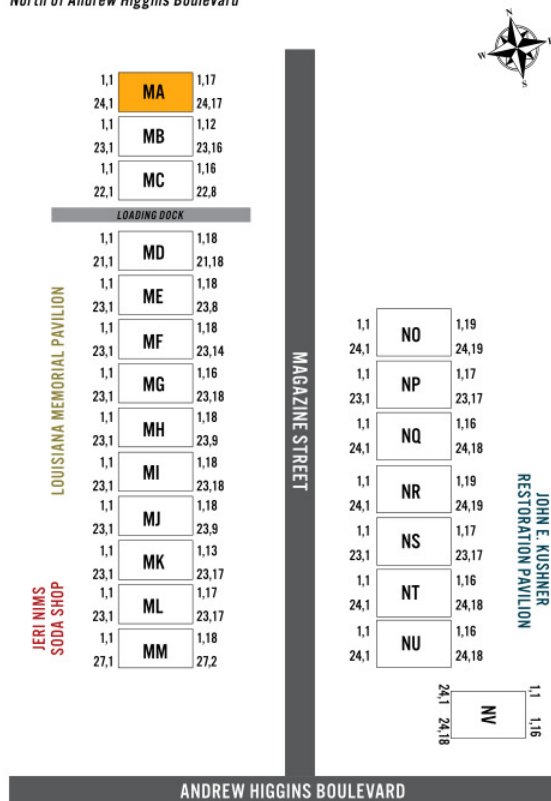 North of Andrew Higgins Boulevard
N
W E
S
1,1 MA 1,17
24,1 24,17
1,1 MB 1,12
23,1 23,16
1,1 MC 1,16
22,1 22,8
LOADING DOCK
1,1 MD 1,18
21,1 21,18
1,1 ME 1,18
23,1 23,8
1,1 MF 1,18
23,1 23,14
1,1 MG 1,16
23,1 23,18
1,1 MH 1,18
23,1 23,9
1,1 MI 1,18
23,1 23,18
1,1 MJ 1,18
23,1 23,9
1,1 MK 1,13
23,1 23,17
1,1 ML 1,17
23,1 23,17
1,1 MM 1,18
27,1 27,2
LOUISIANA MEMORIAL PAVILION
JERI NIMS
SODA SHOP
MAGAZINE STREET
1,1 NO 1,19
24,1 24,19
1,1 NP 1,17
23,1 23,17
1,1 NQ 1,16
24,1 24,18
1,1 NR 1,19
24,1 24,19
1,1 NS 1,17
23,1 23,17
1,1 NT 1,16
24,1 24,18
1,1 NU 1,16
24,1 24,18
JOHN E. KUSHNER
RESTORATION PAVILION
1,1 NV 1,16
24,1 24,18
ANDREW HIGGINS BOULEVARD